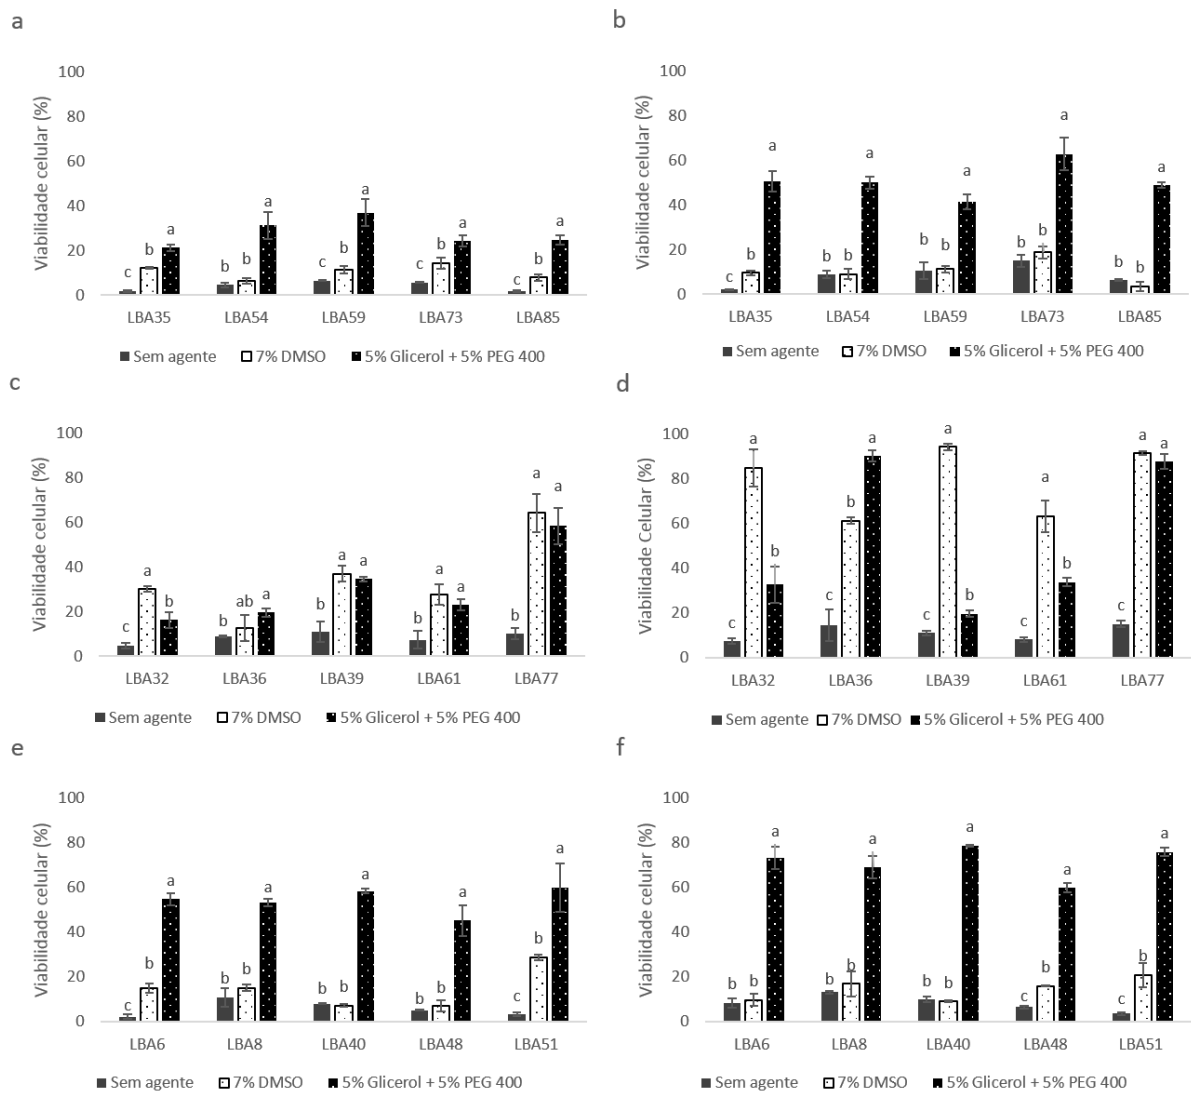 a
Viabilidade celular (%)
100
80
60
40
20
0
c b a
b b a
c b a
c b a
c b a
LBA35 LBA54 LBA59 LBA73 LBA85
Sem agente 7% DMSO 5% Glicerol + 5% PEG 400
b
Viabilidade celular (%)
100
80
60
40
20
0
c b a
b b a
b b a
b b a
b b a
LBA35 LBA54 LBA59 LBA73 LBA85
Sem agente 7% DMSO 5% Glicerol + 5% PEG 400
c
Viabilidade celular (%)
100
80
60
40
20
0
c a b
b ab a
b a a
b a a
b a a
LBA32 LBA36 LBA39 LBA61 LBA77
Sem agente 7% DMSO 5% Glicerol + 5% PEG 400
d
Viabilidade Celular (%)
100
80
60
40
20
0
c a b
c b a
c a b
c a b
c a a
LBA32 LBA36 LBA39 LBA61 LBA77
Sem agente 7% DMSO 5% Glicerol + 5% PEG 400
e
Viabilidade celular (%)
100
80
60
40
20
0
c b a
b b a
b b a
b b a
c b a
LBA6 LBA8 LBA40 LBA48 LBA51
Sem agente 7% DMSO 5% Glicerol + 5% PEG 400
f
Viabilidade celular (%)
100
80
60
40
20
0
b b a
b b a
b b a
c b a
c b a
LBA6 LBA8 LBA40 LBA48 LBA51
Sem agente 7% DMSO 5% Glicerol + 5% PEG 400